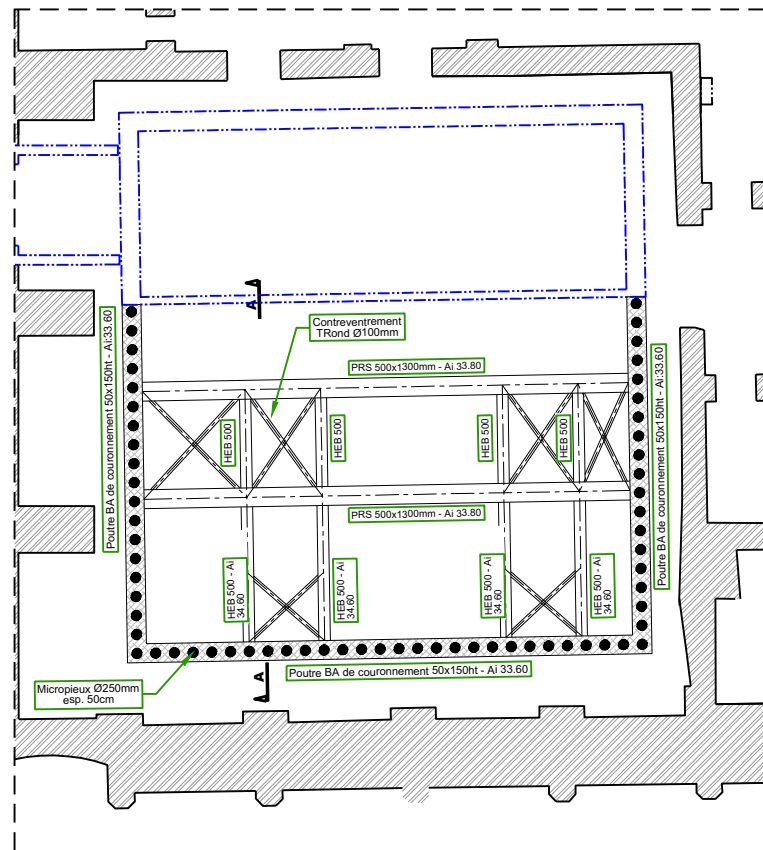 A
Contreventrement
TRond Ø100mm
Poutre BA de couronnement 50x150ht - Ai:33.60
PRS 500x1300mm - Ai 33.80
Poutre BA de couronnement 50x150ht - Ai:33.60
HEB 500
HEB 500
HEB 500
HEB 500
PRS 500x1300mm - Ai 33.80
HEB 500 - Ai
34.60
HEB 500 - Ai
34.60
HEB 500 - Ai
34.60
HEB 500 - Ai
34.60
A
Poutre BA de couronnement 50x150ht - Ai 33.60
Micropieux Ø250mm
esp. 50cm